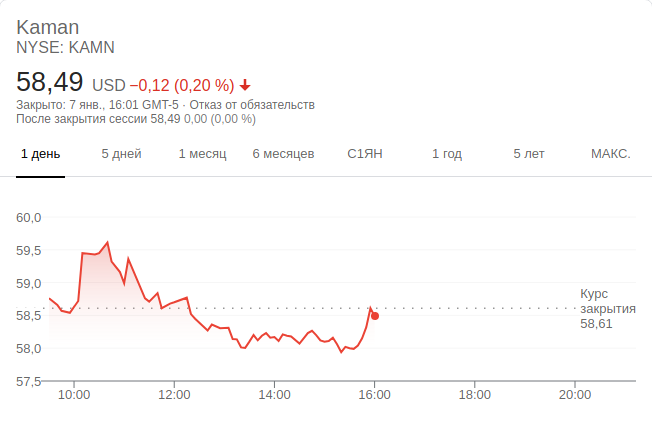 Kaman
NYSE: KAMN
58,49 USD −0,12 (0,20 %)
Закрыто: 7 янв., 16:01 GMT-5 · Отказ от обязательств
После закрытия сессии 58,49 0,00 (0,00 %)
1 день 5 дней 1 месяц 6 месяцев С1ЯН 1 год 5 лет МАКС.
60,0
59,5
59,0
58,5
58,0
57,5
Курс
закрытия
58,61
10:00 12:00 14:00 16:00 18:00 20:00